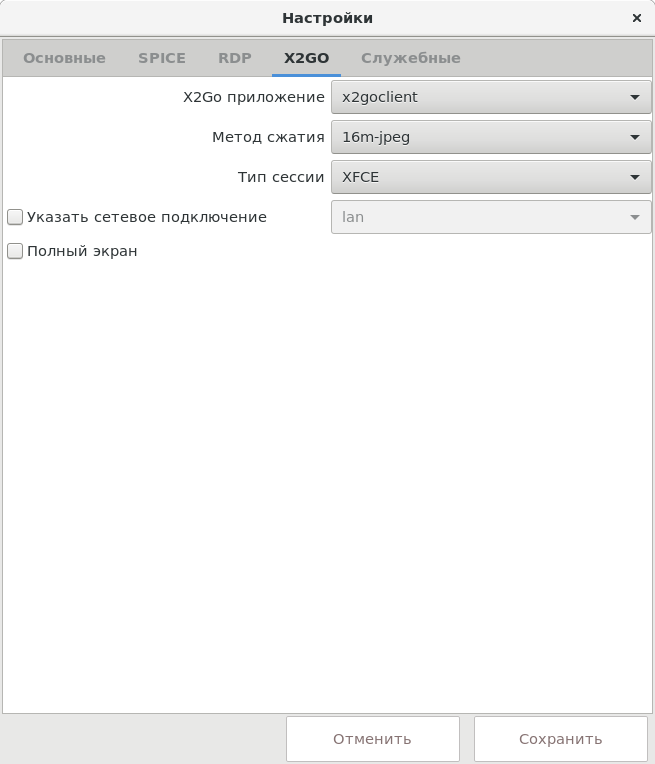 Настройки
Основные SPICE RDP X2GO Служебные
X2Go приложение x2goclient
Метод сжатия 16m-jpeg
Тип сессии XFCE
Указать сетевое подключение lan
Полный экран
Отменить Сохранить